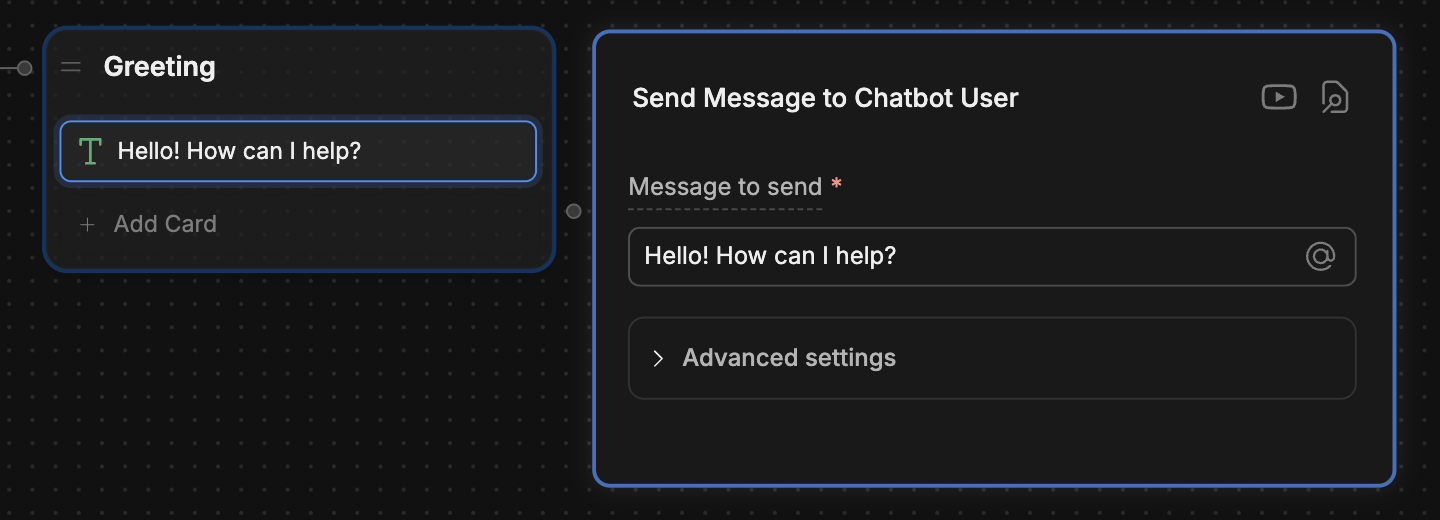 Greeting
Hello! How can I help?
+ Add Card
Send Message to Chatbot User
Message to send *
Hello! How can I help?
Advanced settings